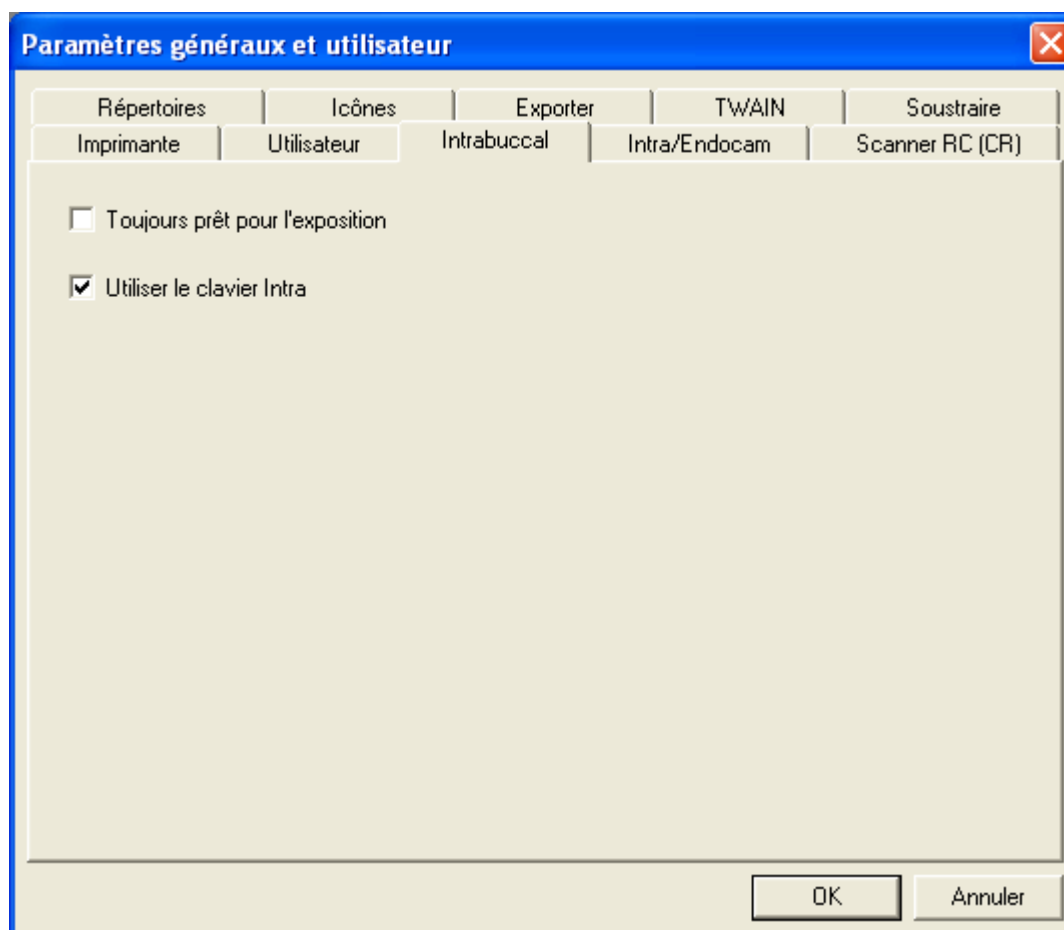 Paramètres généraux et utilisateur
Répertoires Icônes Exporter TWAIN Soustraire
Imprimante Utilisateur Intrabuccal Intra/Endocam Scanner RC (CR)
Toujours prêt pour l'exposition
Utiliser le clavier Intra
OK Annuler